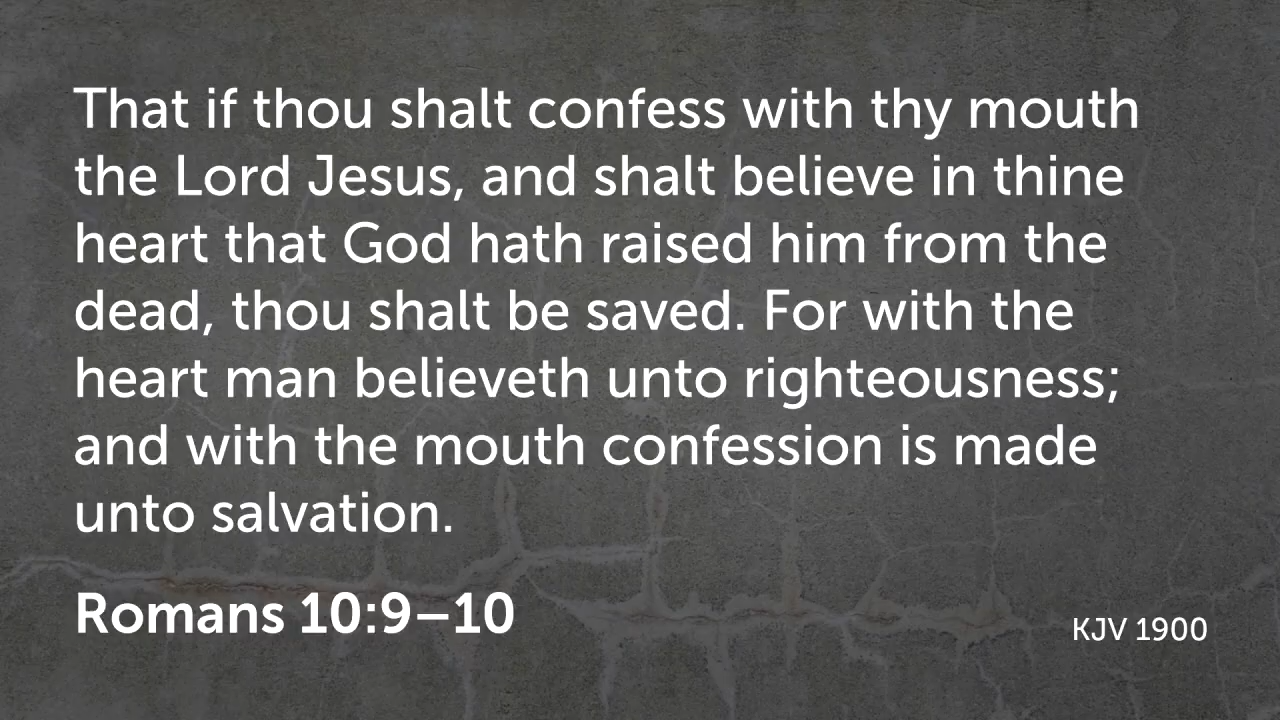 That if thou shalt confess with thy mouth
the Lord Jesus, and shalt believe in thine
heart that God hath raised him from the
dead, thou shalt be saved. For with the
heart man believeth unto righteousness;
and with the mouth confession is made
unto salvation.
Romans 10:9–10
KJV 1900